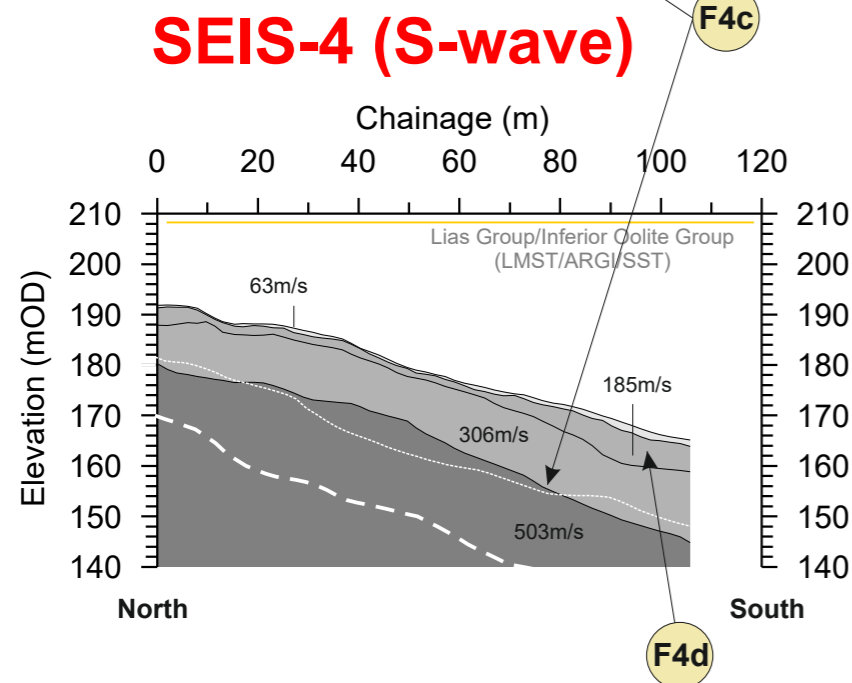 F4c
SEIS-4 (S-wave)
Chainage (m)
0 20 40 60 80 100 120
210 210
Lias Group/Inferior Oolite Group
(LMST/ARGI/SST)
200 200
63m/s
190 190
180 180
185m/s
170 170
306m/s
160 160
503m/s
150 150
140 140
Elevation (mOD)
North South
F4d